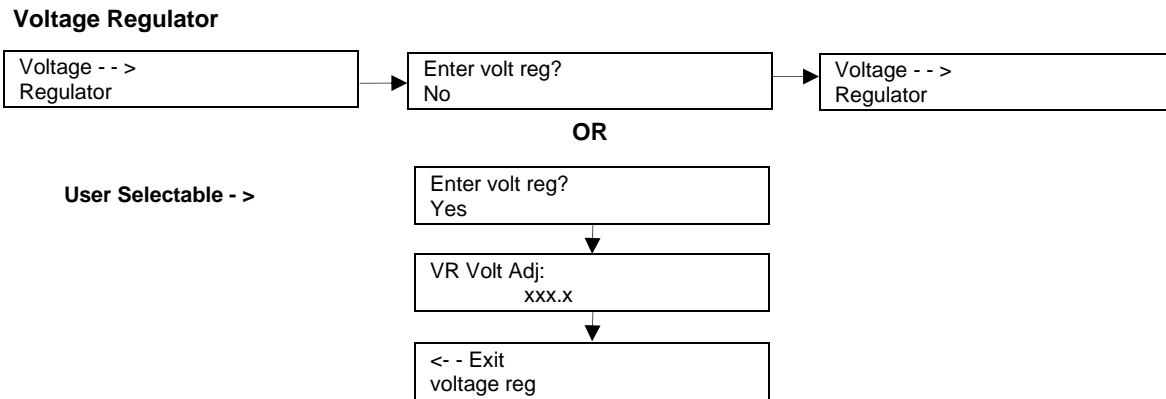 Voltage Regulator
Voltage - - >
Regulator
Enter volt reg?
No
Voltage - - >
Regulator
OR
User Selectable - >
Enter volt reg?
Yes
VR Volt Adj:
xxx.x
<- - Exit
voltage reg